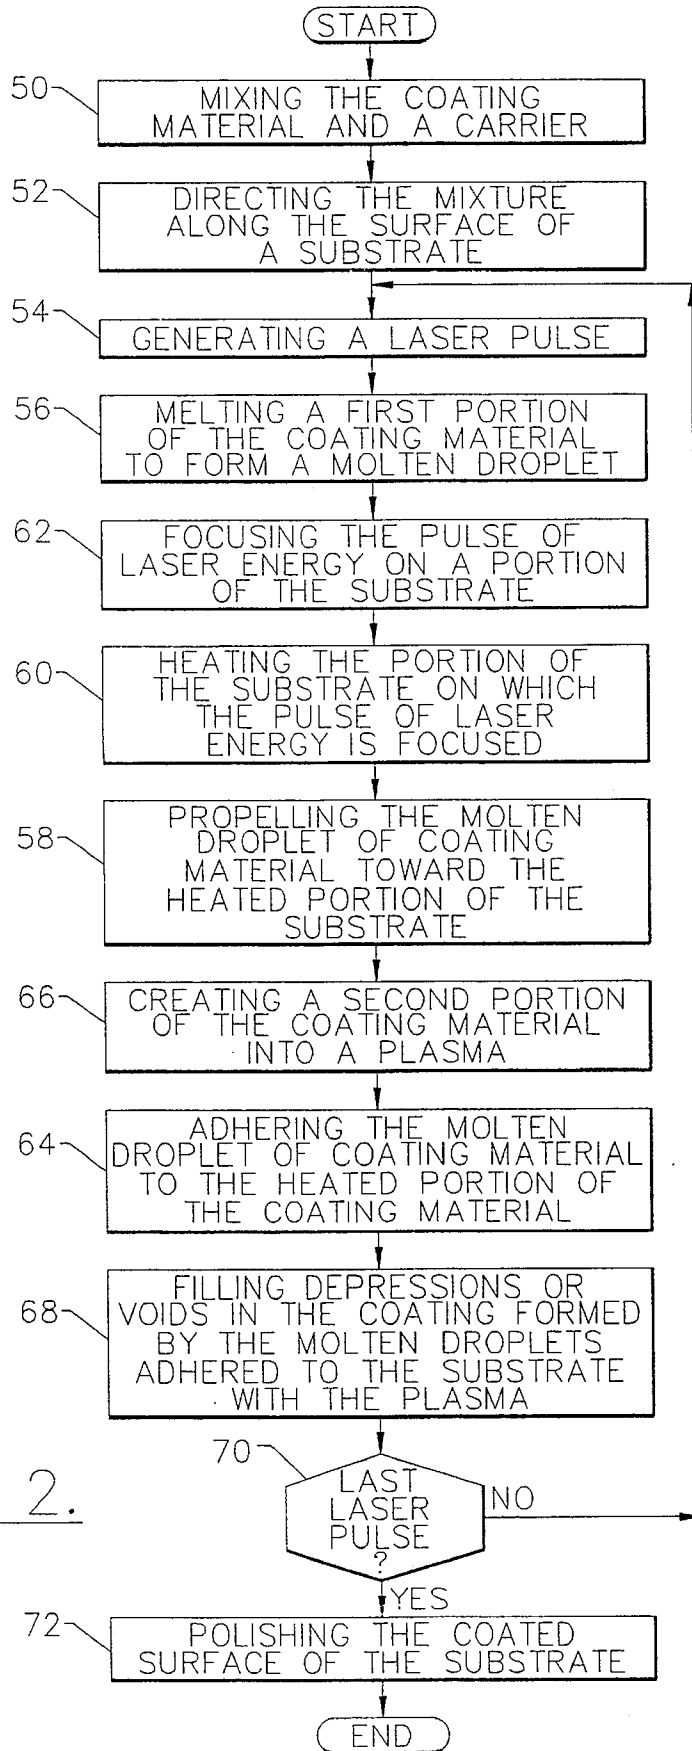 START
50
MIXING THE COATING
MATERIAL AND A CARRIER
52
DIRECTING THE MIXTURE
ALONG THE SURFACE OF
A SUBSTRATE
54
GENERATING A LASER PULSE
56
MELTING A FIRST PORTION
OF THE COATING MATERIAL
TO FORM A MOLTEN DROPLET
62
FOCUSING THE PULSE OF
LASER ENERGY ON A PORTION
OF THE SUBSTRATE
60
HEATING THE PORTION OF
THE SUBSTRATE ON WHICH
THE PULSE OF LASER
ENERGY IS FOCUSED
58
PROPELLING THE MOLTEN
DROPLET OF COATING
MATERIAL TOWARD THE
HEATED PORTION OF THE
SUBSTRATE
66
CREATING A SECOND PORTION
OF THE COATING MATERIAL
INTO A PLASMA
64
ADHERING THE MOLTEN
DROPLET OF COATING MATERIAL
TO THE HEATED PORTION OF
THE COATING MATERIAL
68
FILLING DEPRESSIONS OR
VOIDS IN THE COATING FORMED
BY THE MOLTEN DROPLETS
ADHERED TO THE SUBSTRATE
WITH THE PLASMA
70
LAST
LASER
PULSE
?
NO
2.
YES
72
POLISHING THE COATED
SURFACE OF THE SUBSTRATE
END